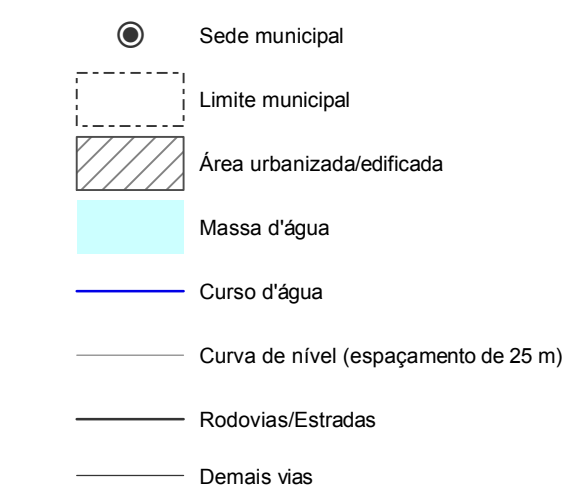 Sede municipal
Limite municipal
Área urbanizada/edificada
Massa d'água
Curso d'água
Curva de nível (espaçamento de 25 m)
Rodovias/Estradas
Demais vias